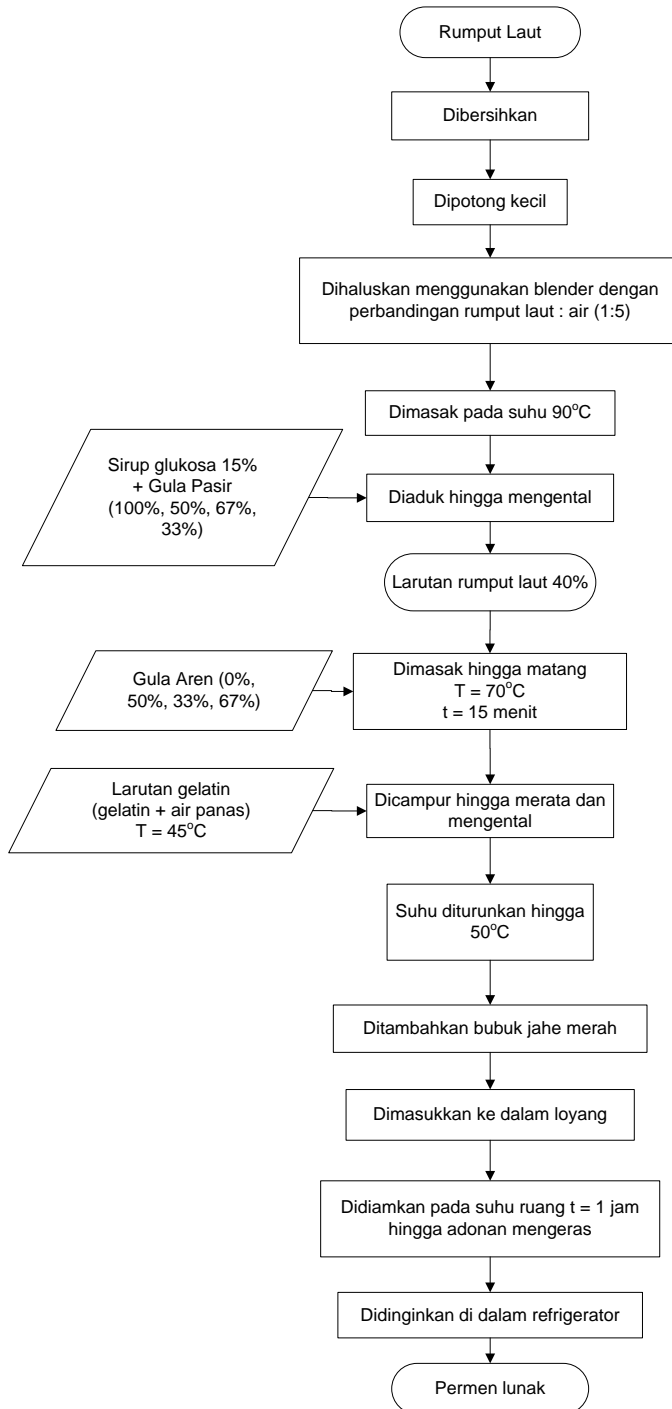 Rumput Laut
Dibersihkan
Dipotong kecil
Dihaluskan menggunakan blender dengan
perbandingan rumput laut : air (1:5)
Dimasak pada suhu 90°C
Sirup glukosa 15%
+ Gula Pasir
(100%, 50%, 67%,
33%)
Diaduk hingga mengental
Larutan rumput laut 40%
Gula Aren (0%,
50%, 33%, 67%)
Dimasak hingga matang
T = 70°C
t = 15 menit
Larutan gelatin
(gelatin + air panas)
T = 45°C
Dicampur hingga merata dan
mengental
Suhu diturunkan hingga
50°C
Ditambahkan bubuk jahe merah
Dimasukkan ke dalam loyang
Didiamkan pada suhu ruang t = 1 jam
hingga adonan mengeras
Didinginkan di dalam refrigerator
Permen lunak